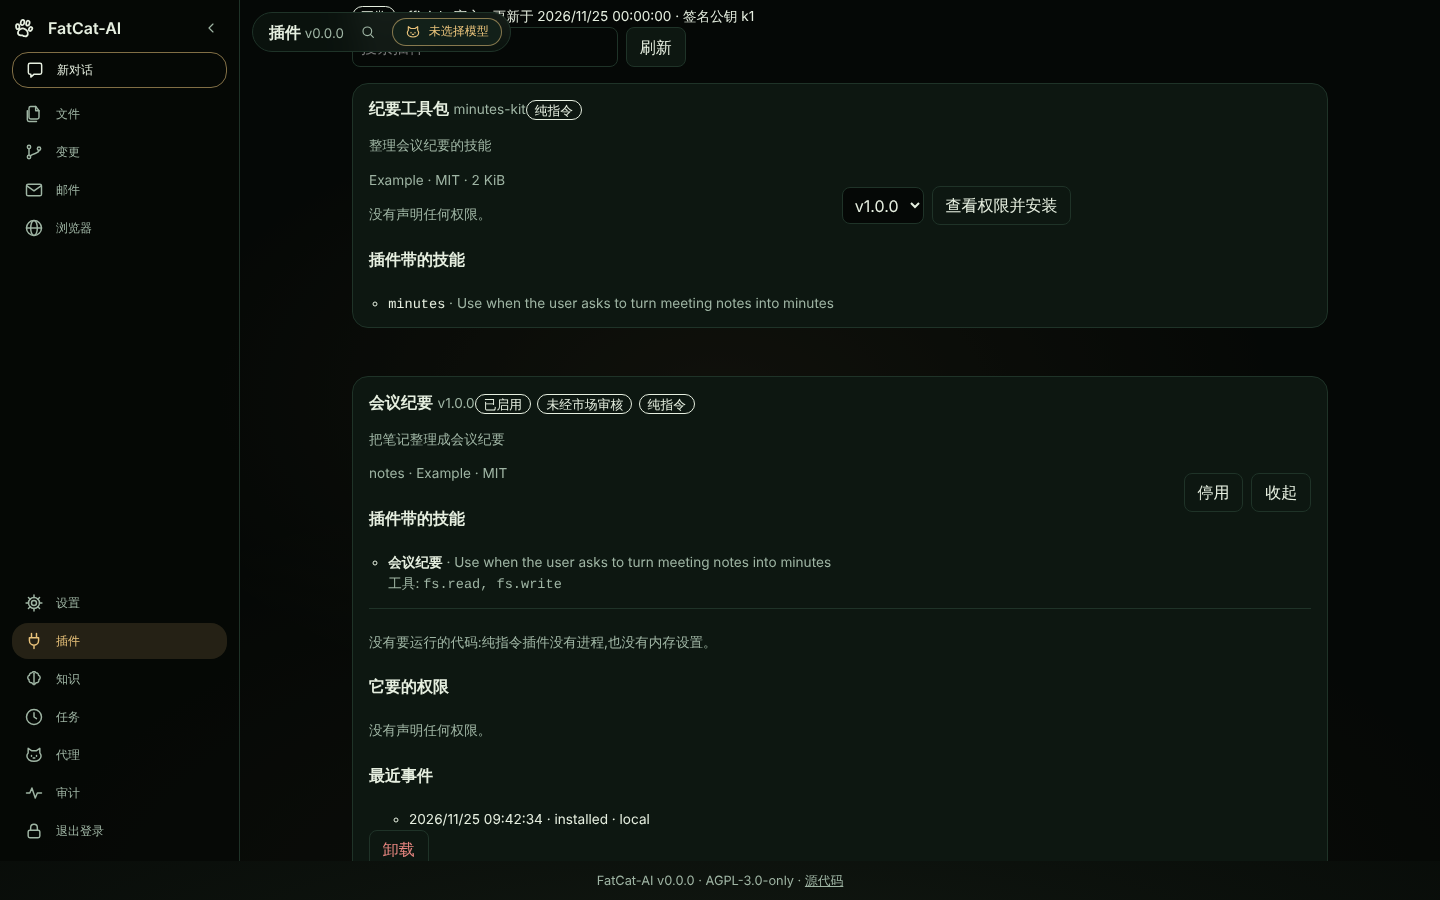 FatCat-AI
新对话
文件
变更
邮件
浏览器
设置
插件
知识
任务
代理
审计
退出登录
插件 v0.0.0
未选择模型
更新于 2026/11/25 00:00:00 · 签名公钥 k1
刷新
纪要工具包 minutes-kit 纯指令
整理会议纪要的技能
Example · MIT · 2 KiB
没有声明任何权限。
v1.0.0 查看权限并安装
插件带的技能
minutes · Use when the user asks to turn meeting notes into minutes
会议纪要 v1.0.0 已启用 未经市场审核 纯指令
把笔记整理成会议纪要
notes · Example · MIT
停用 收起
插件带的技能
会议纪要 · Use when the user asks to turn meeting notes into minutes
工具: fs.read, fs.write
没有要运行的代码:纯指令插件没有进程,也没有内存设置。
它要的权限
没有声明任何权限。
最近事件
2026/11/25 09:42:34 · installed · local
卸载
FatCat-AI v0.0.0 · AGPL-3.0-only · 源代码